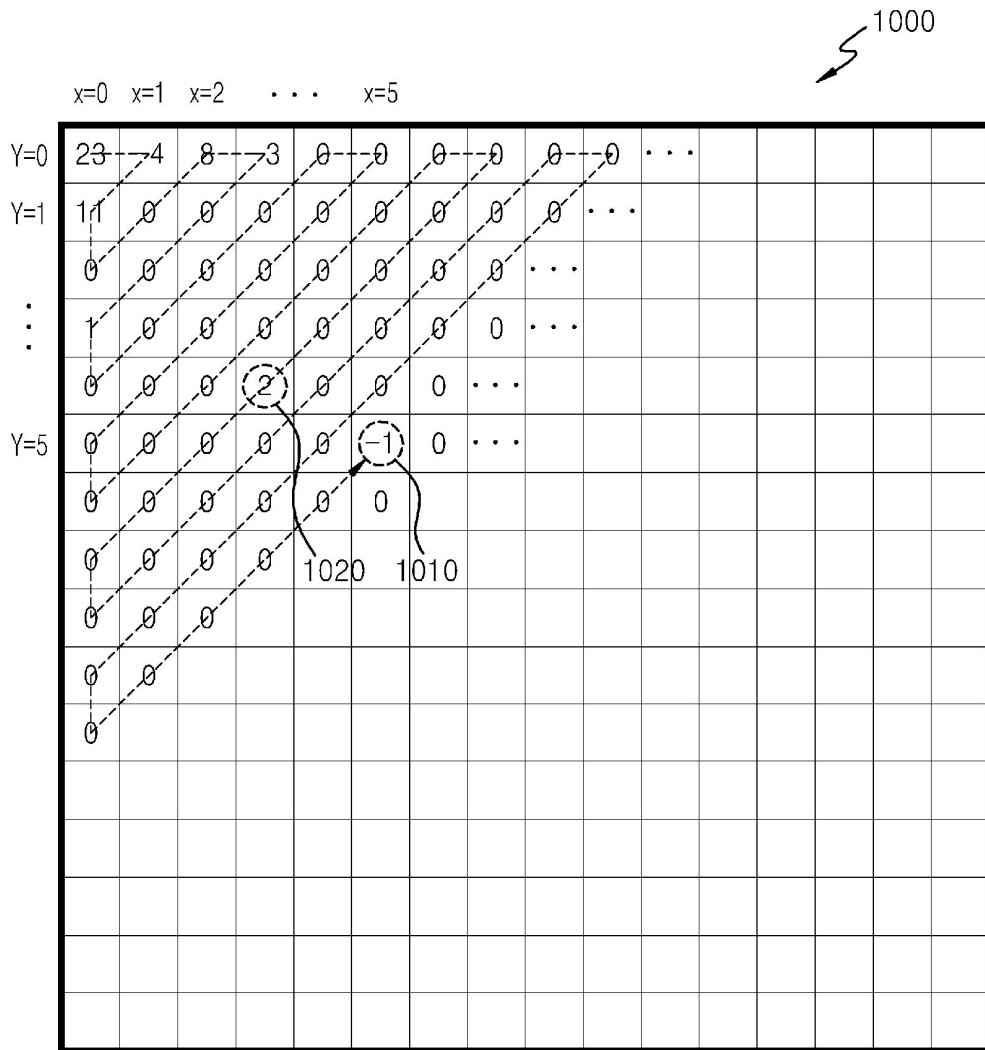 1000
x=0 x=1 x=2 · · · x=5
Y=0 23 4 8 3 0 0 0 0 0 0 · · ·
Y=1 11 0 0 0 0 0 0 0 0 · · ·
0 0 0 0 0 0 0 0 · · ·
⋮ 1 0 0 0 0 0 0 0 · · ·
0 0 0 2 0 0 0 · · ·
Y=5 0 0 0 0 0 -1 0 · · ·
0 0 0 0 0 0
0 0 0 0 1020 1010
0 0 0
0 0
0